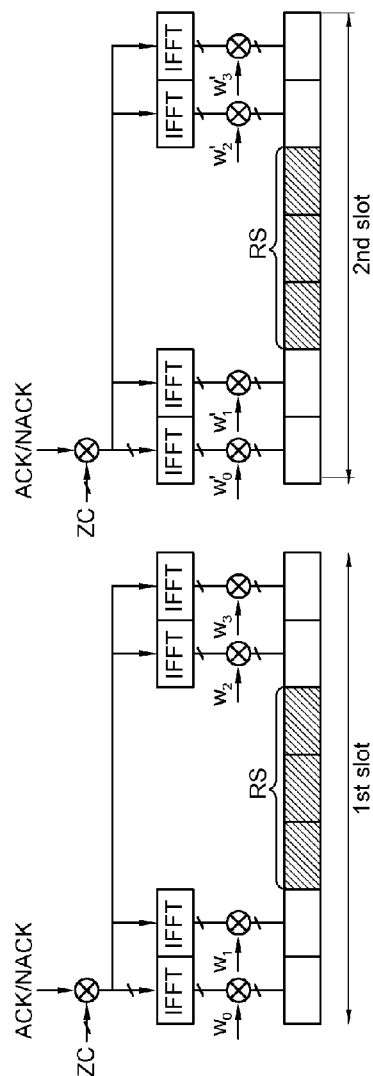 ACK/NACK
ZC
IFFT IFFT IFFT IFFT
W0 W1 W2 W3
RS
1st slot
ACK/NACK
ZC
IFFT IFFT IFFT IFFT
W'0 W'1 W'2 W'3
RS
2nd slot